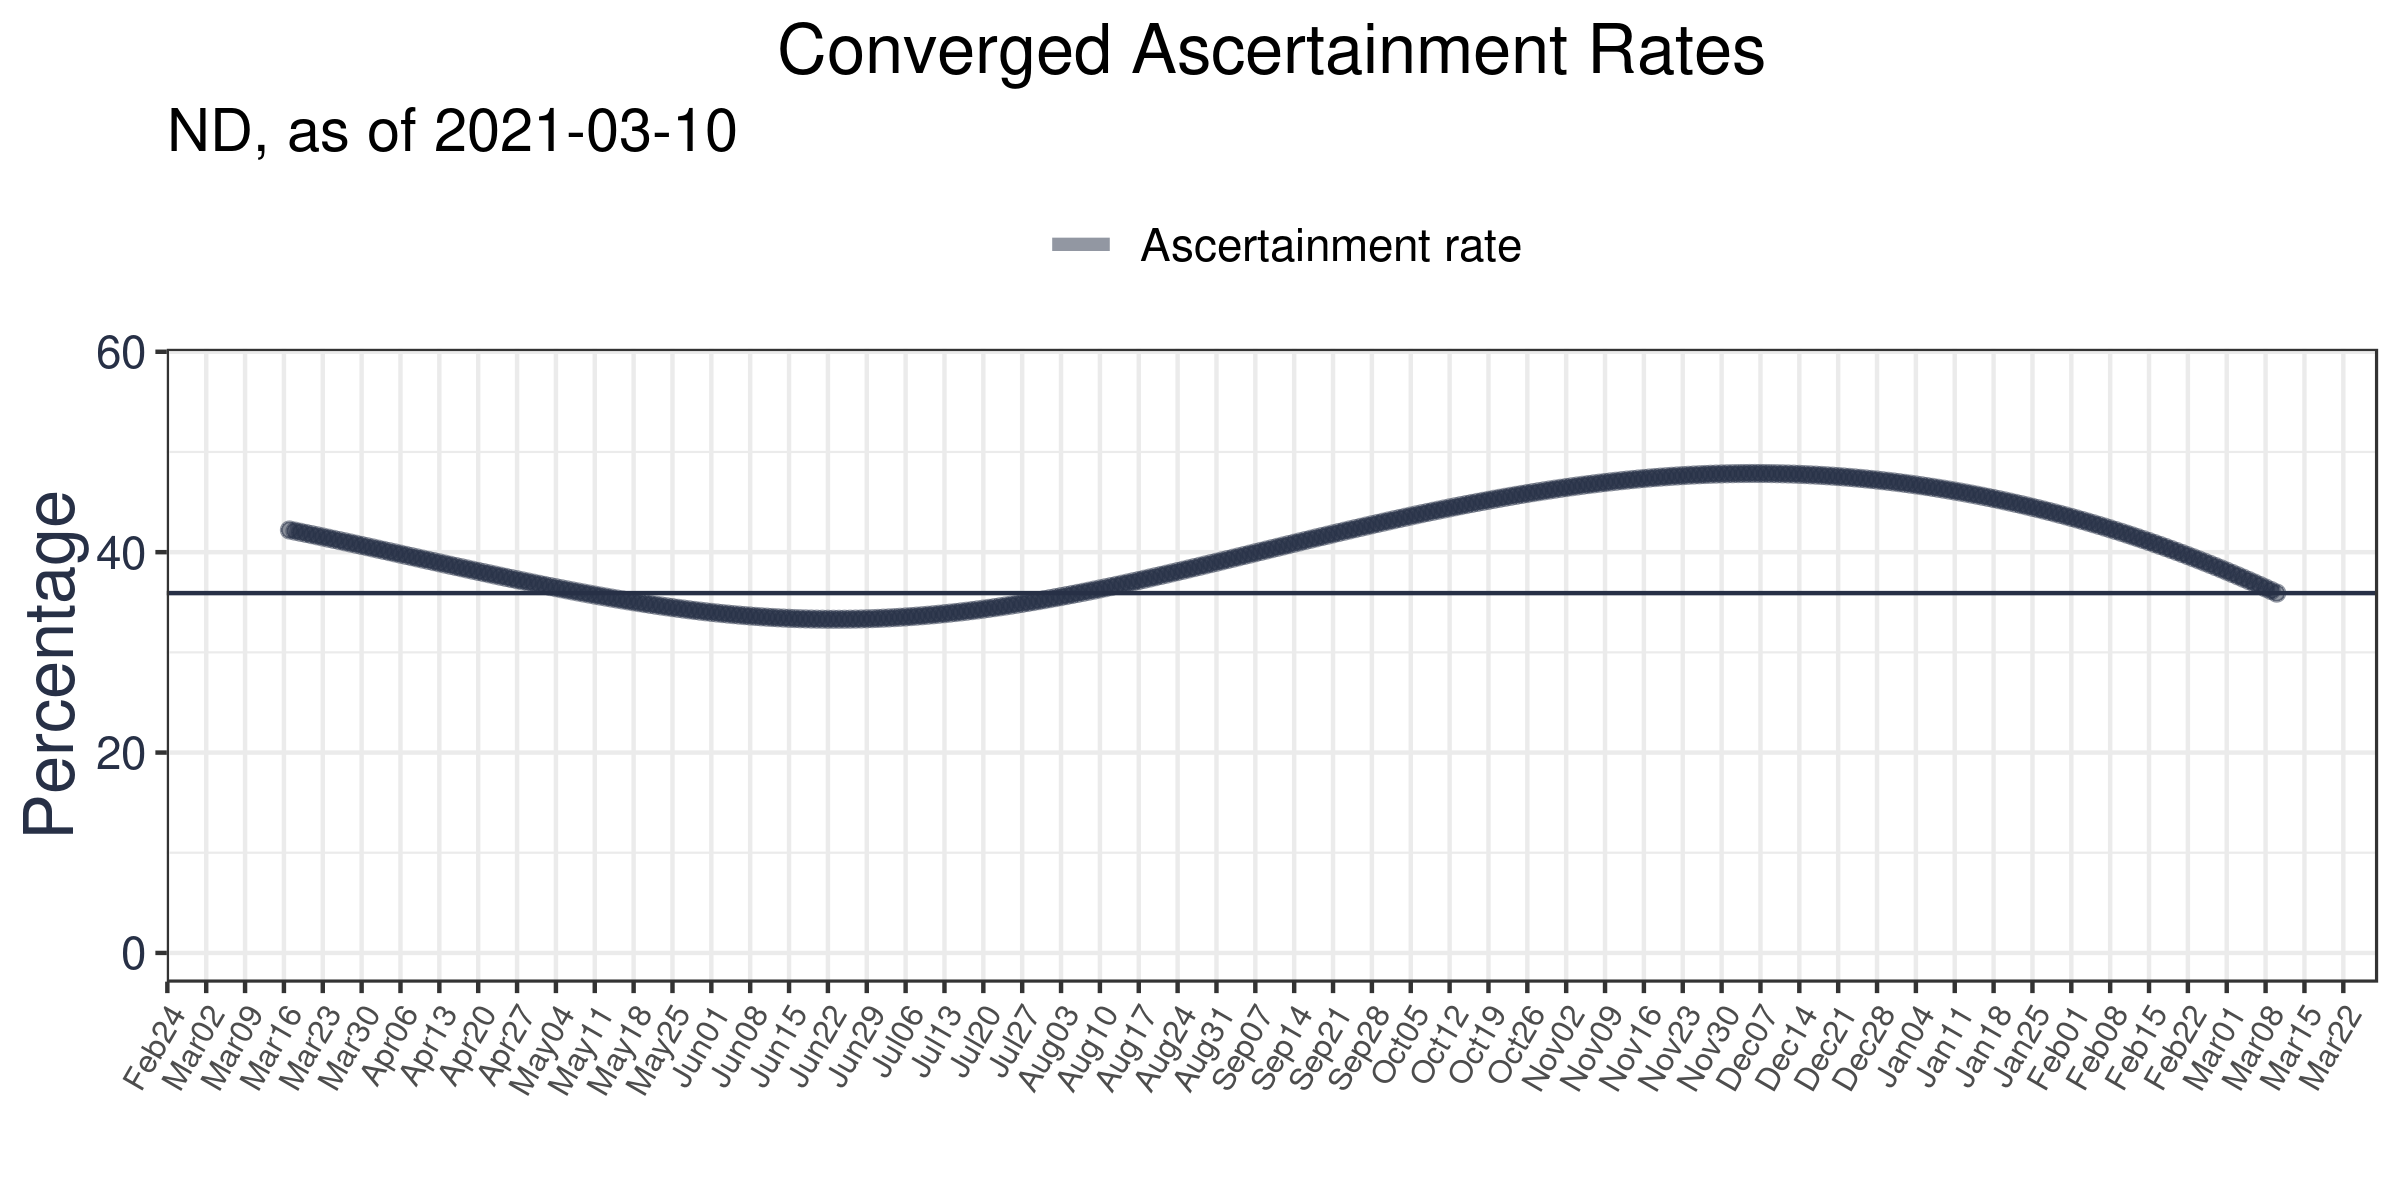 Converged Ascertainment Rates
ND, as of 2021-03-10
Ascertainment rate
Percentage
60
40
20
0
Feb24
Mar02
Mar09
Mar16
Mar23
Mar30
Apr06
Apr13
Apr20
Apr27
May04
May11
May18
May25
Jun01
Jun08
Jun15
Jun22
Jun29
Jul06
Jul13
Jul20
Jul27
Aug03
Aug10
Aug17
Aug24
Aug31
Sep07
Sep14
Sep21
Sep28
Oct05
Oct12
Oct19
Oct26
Nov02
Nov09
Nov16
Nov23
Nov30
Dec07
Dec14
Dec21
Dec28
Jan04
Jan11
Jan18
Jan25
Feb01
Feb08
Feb15
Feb22
Mar01
Mar08
Mar15
Mar22